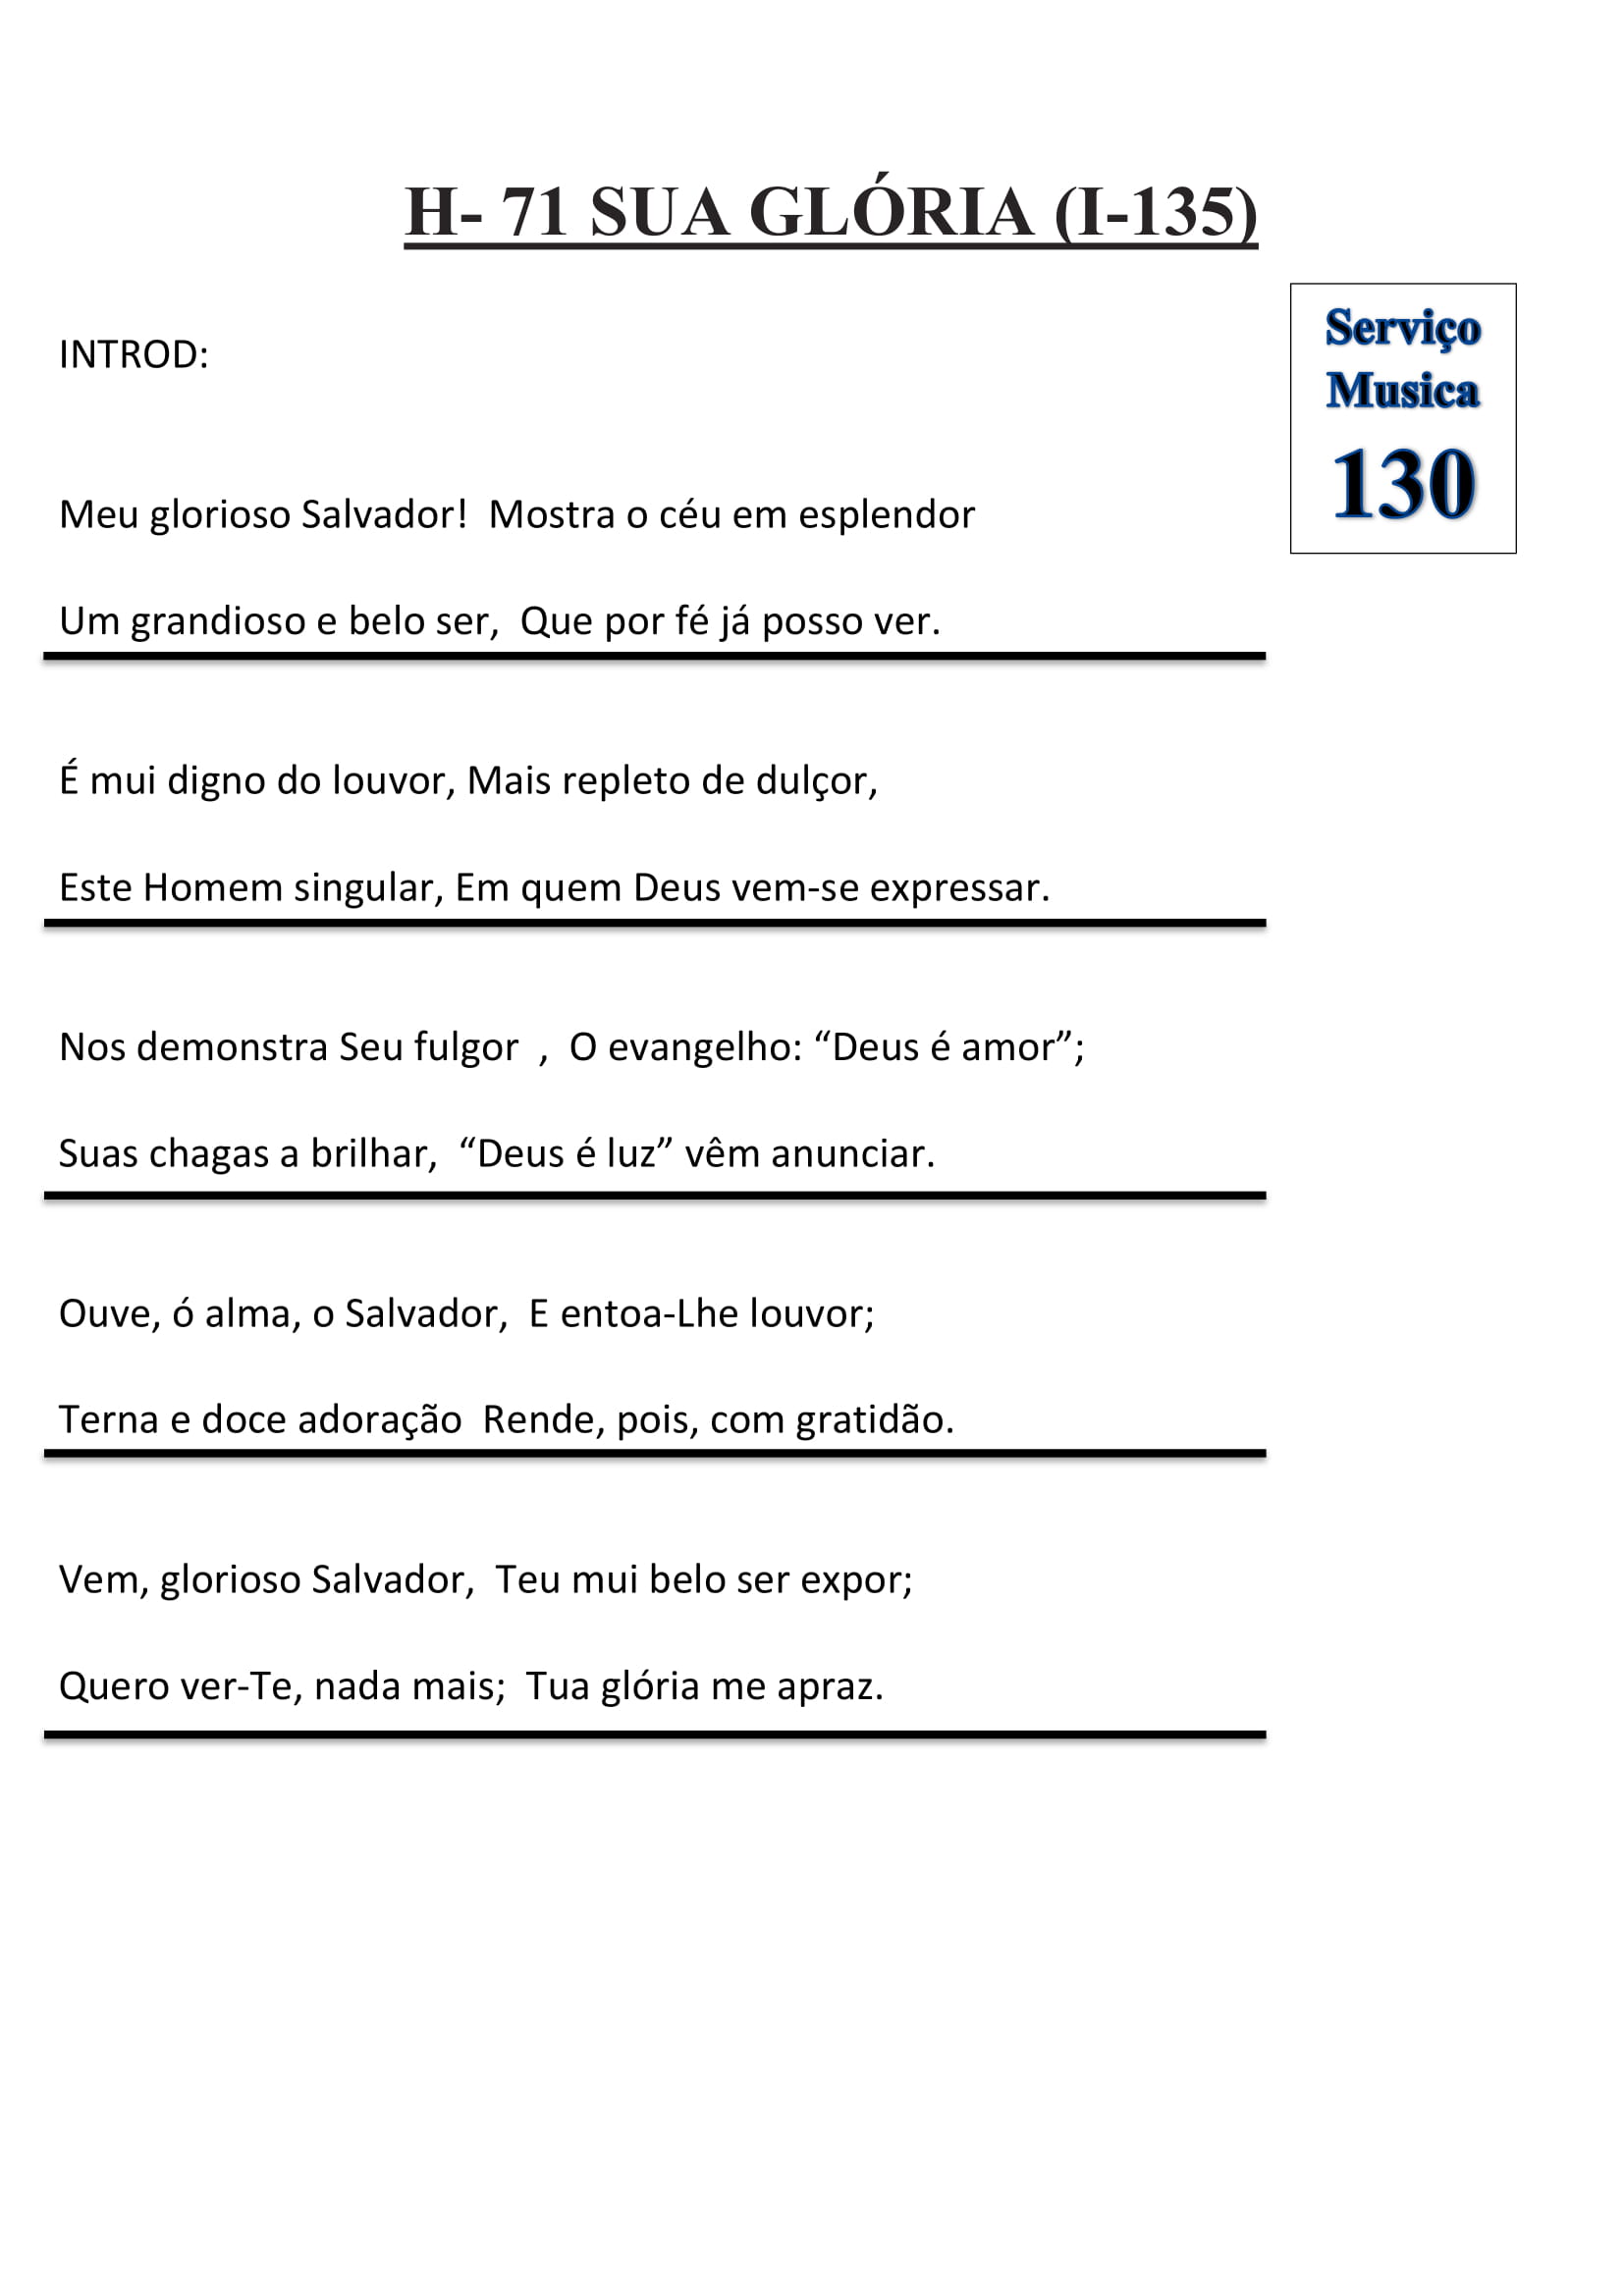 H- 71 SUA GLÓRIA (I-135)
INTROD:
Serviço
Musica
130
Meu glorioso Salvador!  Mostra o céu em esplendor
Um grandioso e belo ser,  Que por fé já posso ver.
É mui digno do louvor, Mais repleto de dulçor,
Este Homem singular, Em quem Deus vem-se expressar.
Nos demonstra Seu fulgor  ,  O evangelho: “Deus é amor”;
Suas chagas a brilhar,  “Deus é luz” vêm anunciar.
Ouve, ó alma, o Salvador,  E entoa-Lhe louvor;
Terna e doce adoração  Rende, pois, com gratidão.
Vem, glorioso Salvador,  Teu mui belo ser expor;
Quero ver-Te, nada mais;  Tua glória me apraz.